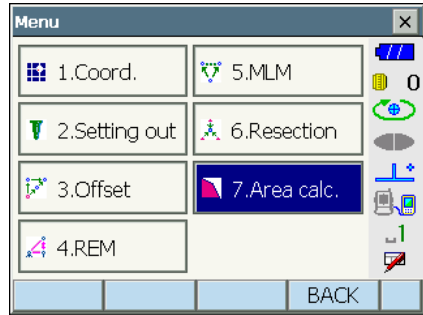 Menu
1.Coord.
5.MLM
0
2.Setting out
6.Resection
3.Offset
7.Area calc.
4.REM
1
BACK